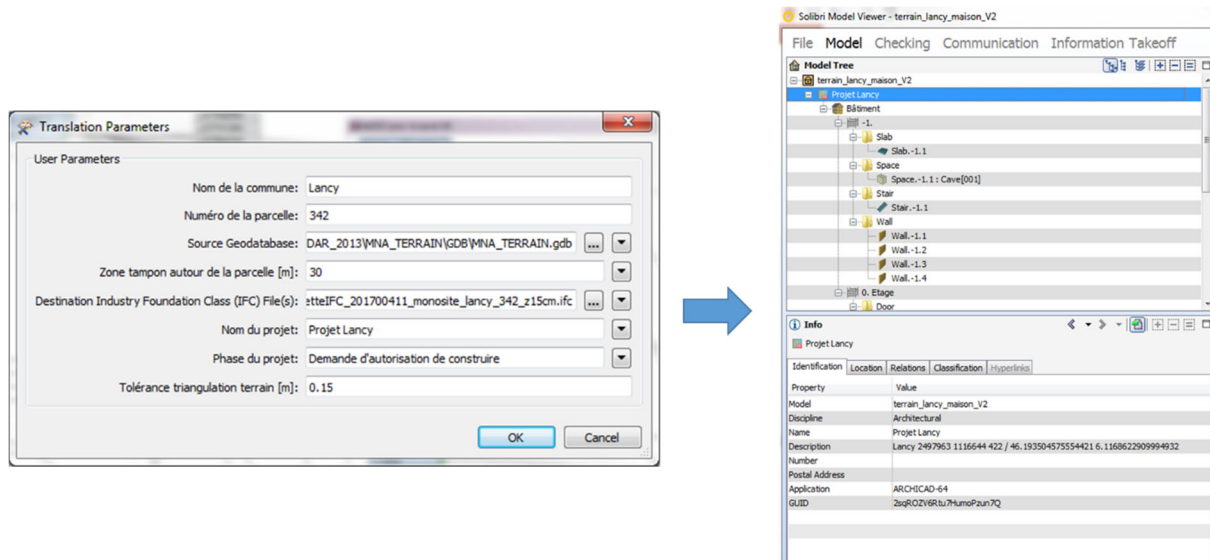 Translation Parameters
User Parameters
Nom de la commune: Lancy
Numéro de la parcelle: 342
Source Geodatabase: DAR_2013\MNA_TERRAIN\GDB\MNA_TERRAIN.gdb ...
Zone tampon autour de la parcelle [m]: 30
Destination Industry Foundation Class (IFC) File(s): :tteIFC_201700411_monosite_lancy_342_z15cm.ifc ...
Nom du projet: Projet Lancy
Phase du projet: Demande d'autorisation de construire
Tolérance triangulation terrain [m]: 0.15
OK Cancel
Solibri Model Viewer - terrain_lancy_maison_V2
File Model Checking Communication Information Takeoff
Model Tree
terrain_lancy_maison_V2
Projet Lancy
Bâtiment
-1.
Slab
Slab.-1.1
Space
Space.-1.1 : Cave[001]
Stair
Stair.-1.1
Wall
Wall.-1.1
Wall.-1.2
Wall.-1.3
Wall.-1.4
0. Etage
Door
Info
Projet Lancy
Identification Location Relations Classification Hyperlinks
Property Value
Model terrain_lancy_maison_V2
Discipline Architectural
Name Projet Lancy
Description Lancy 2497963 1116644 422 / 46.193504575554421 6.1168622909994932
Number
Postal Address
Application ARCHICAD-64
GUID 2sqROZV6Rtu7HumoPzun7Q